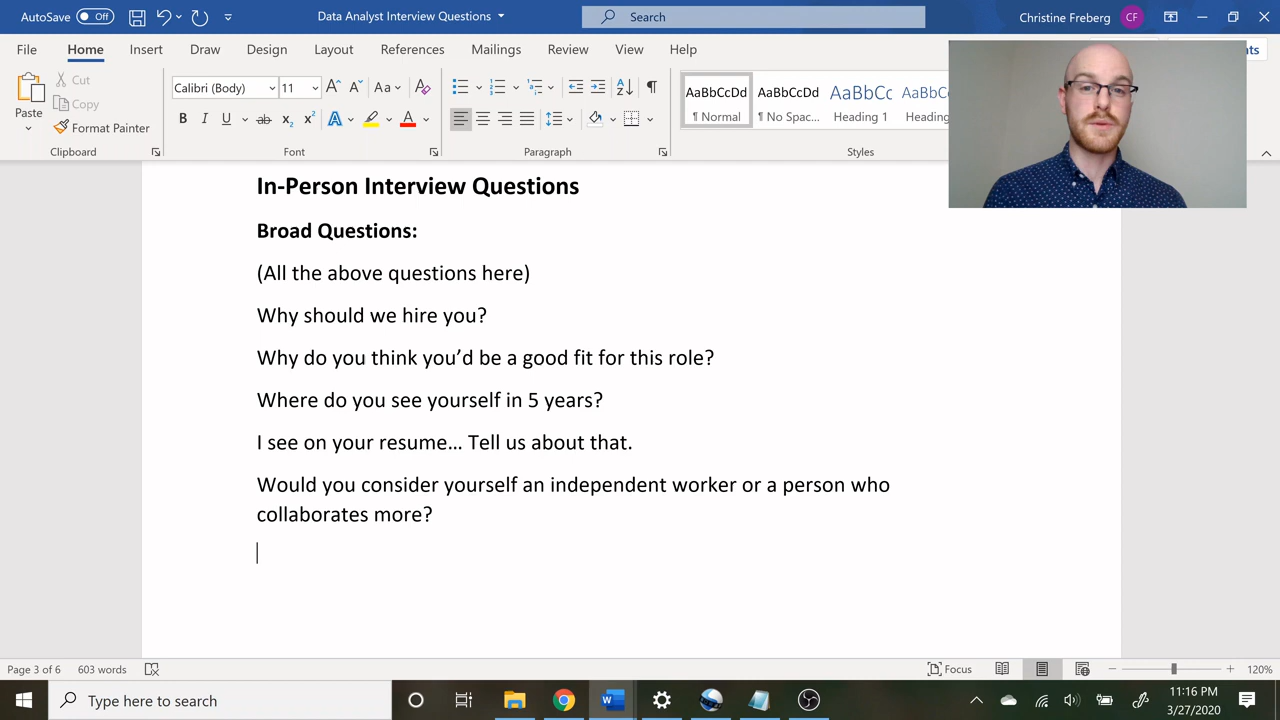 AutoSave Off Data Analyst Interview Questions Search Christine Freberg CF
File Home Insert Draw Design Layout References Mailings Review View Help
Paste Cut Copy Format Painter
Calibri (Body) 11 Aa
B I U ab x2 x2 A A
AaBbCcDd AaBbCcDd AaBbCc AaBbCcD
¶ Normal ¶ No Spac... Heading 1 Heading
Clipboard Font Paragraph Styles
In-Person Interview Questions
Broad Questions:
(All the above questions here)
Why should we hire you?
Why do you think you’d be a good fit for this role?
Where do you see yourself in 5 years?
I see on your resume… Tell us about that.
Would you consider yourself an independent worker or a person who
collaborates more?
Page 3 of 6 603 words Focus 120%
Type here to search 11:16 PM
3/27/2020